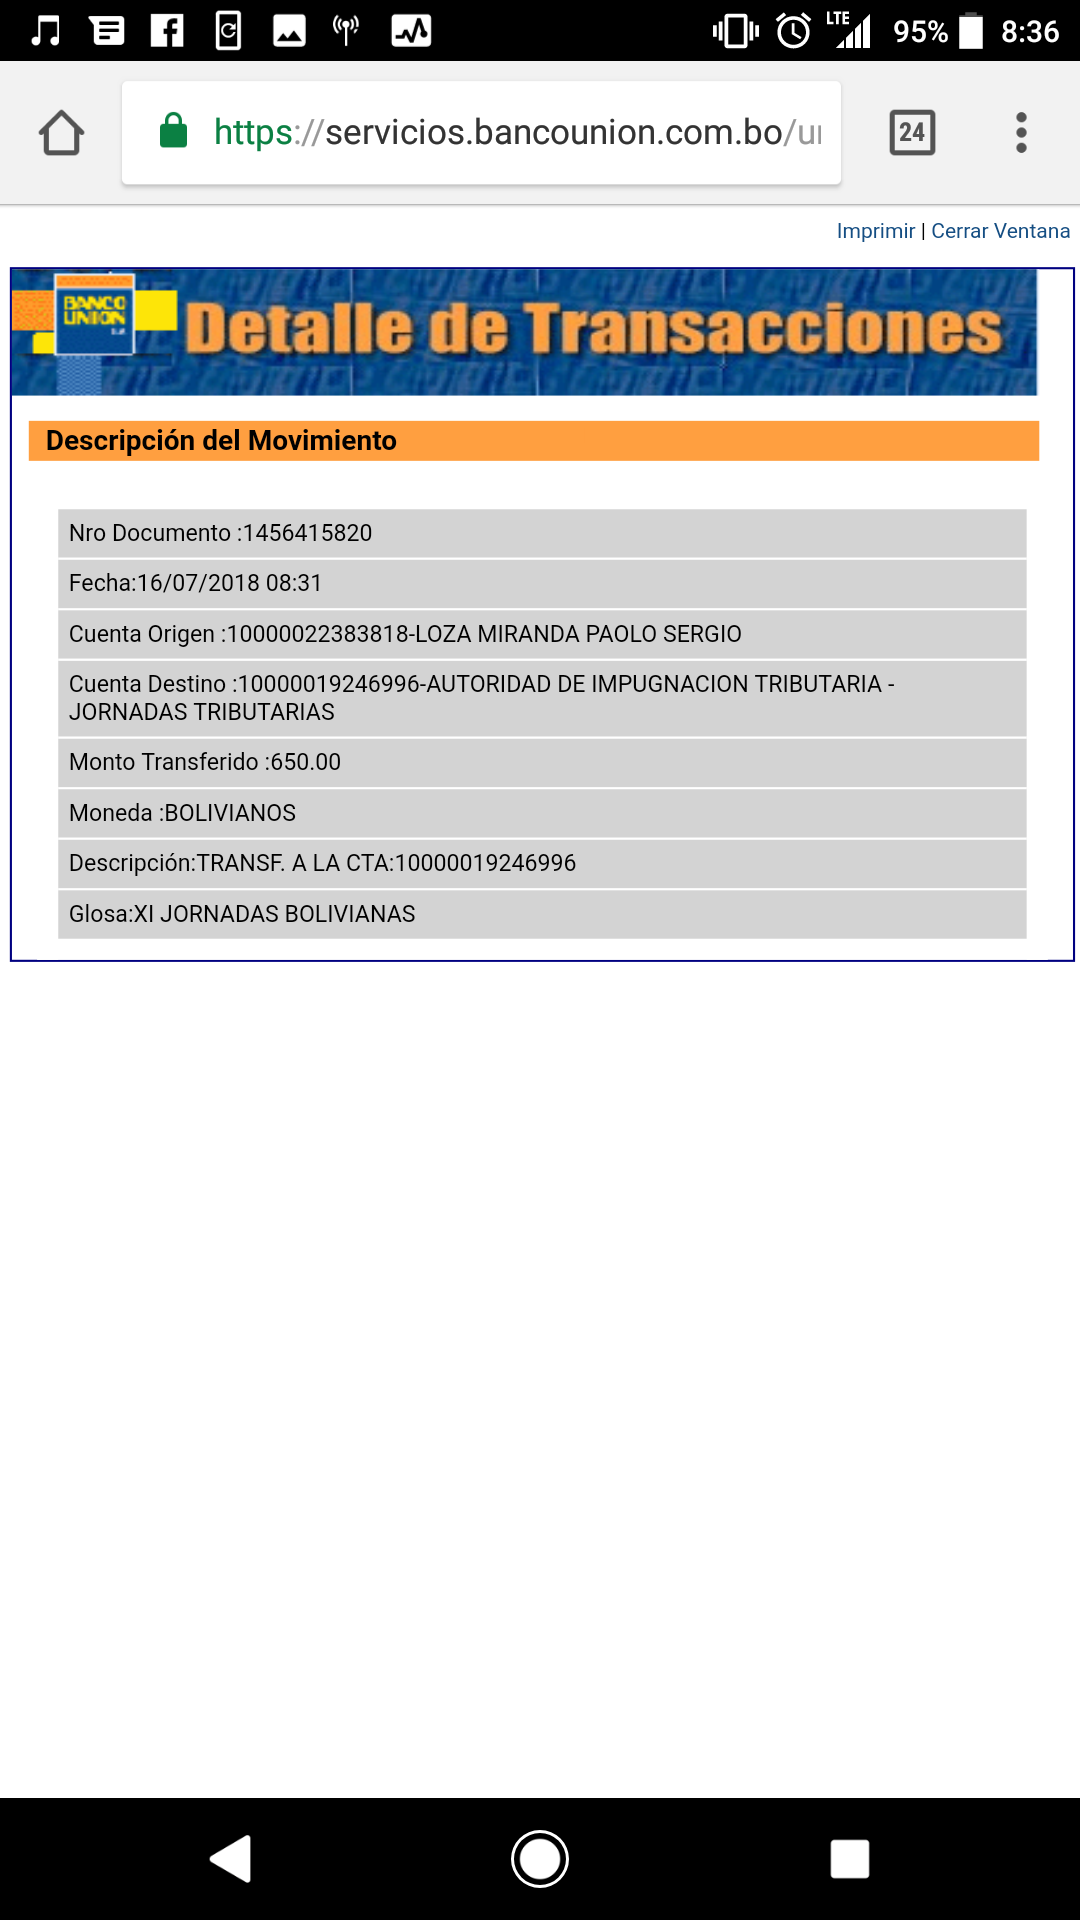 LTE 95% 8:36
https://servicios.bancounion.com.bo/u
24
Imprimir | Cerrar Ventana
BANCO
UNION
Detalle de Transacciones
Descripción del Movimiento
Nro Documento :1456415820
Fecha:16/07/2018 08:31
Cuenta Origen :10000022383818-LOZA MIRANDA PAOLO SERGIO
Cuenta Destino :10000019246996-AUTORIDAD DE IMPUGNACION TRIBUTARIA -
JORNADAS TRIBUTARIAS
Monto Transferido :650.00
Moneda :BOLIVIANOS
Descripción:TRANSF. A LA CTA:10000019246996
Glosa:XI JORNADAS BOLIVIANAS